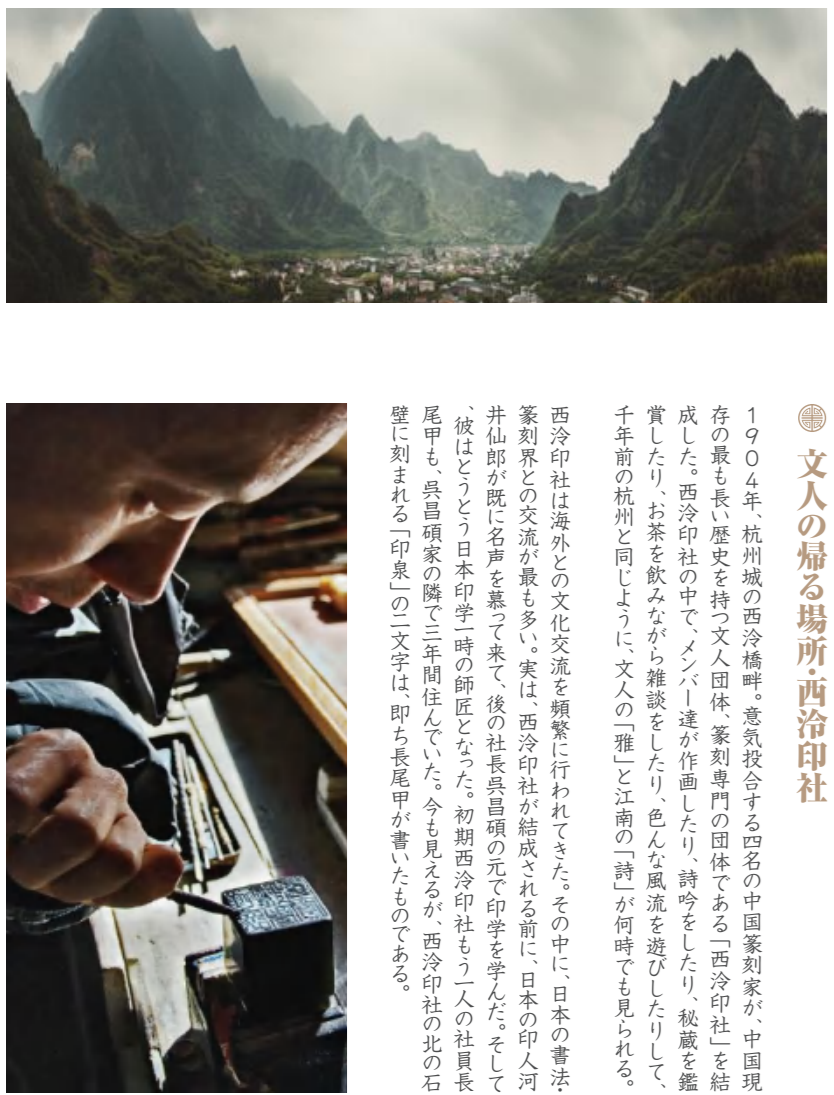 文人の帰る場所・西泠印社
1904年、杭州城の西泠橋畔。意気投合する四名の中国篆刻家が、中国現
存の最も長い歴史を持つ文人団体、篆刻専門の団体である「西泠印社」を結
成した。西泠印社の中で、メンバー達が作画したり、詩吟をしたり、秘蔵を鑑
賞したり、お茶を飲みながら雑談をしたり、色んな風流を遊びしたりして、
千年前の杭州と同じように、文人の「雅」と江南の「詩」が何時でも見られる。
西泠印社は海外との文化交流を頻繁に行われてきた。その中に、日本の書法・
篆刻界との交流が最も多い。実は、西泠印社が結成される前に、日本の印人河
井仙郎が既に名声を慕って来て、後の社長呉昌碩の元で印学を学んだ。そして
、彼はとうとう日本印学一時の師匠となった。初期西泠印社もう一人の社員長
尾甲も、呉昌碩家の隣で三年間住んでいた。今も見えるが、西泠印社の北の石
壁に刻まれる「印泉」の二文字は、即ち長尾甲が書いたものである。